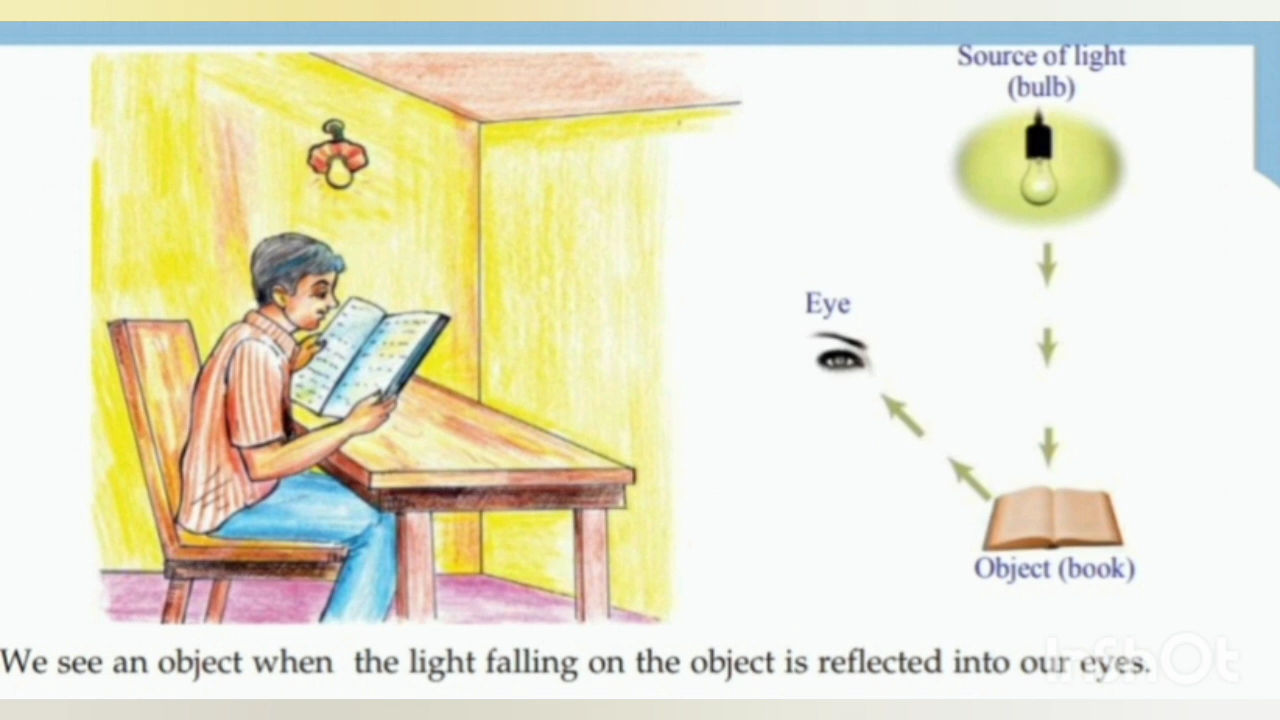 Source of light
(bulb)
Eye
Object (book)
We see an object when the light falling on the object is reflected into our eyes.
InShOt